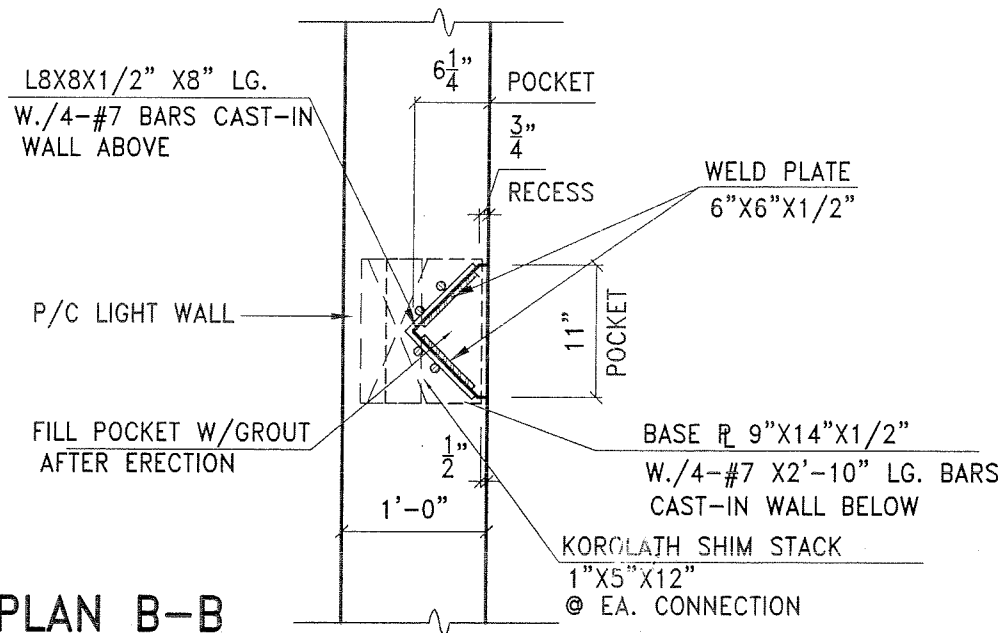 L8X8X1/2" X8" LG.
W./4-#7 BARS CAST-IN
WALL ABOVE
6 1/4"
POCKET
3/4"
RECESS
WELD PLATE
6"X6"X1/2"
P/C LIGHT WALL
11"
POCKET
FILL POCKET W/GROUT
AFTER ERECTION
1/2"
1'-0"
BASE ⅊ 9"X14"X1/2"
W./4-#7 X2'-10" LG. BARS
CAST-IN WALL BELOW
KOROLATH SHIM STACK
1"X5"X12"
@ EA. CONNECTION
PLAN B-B